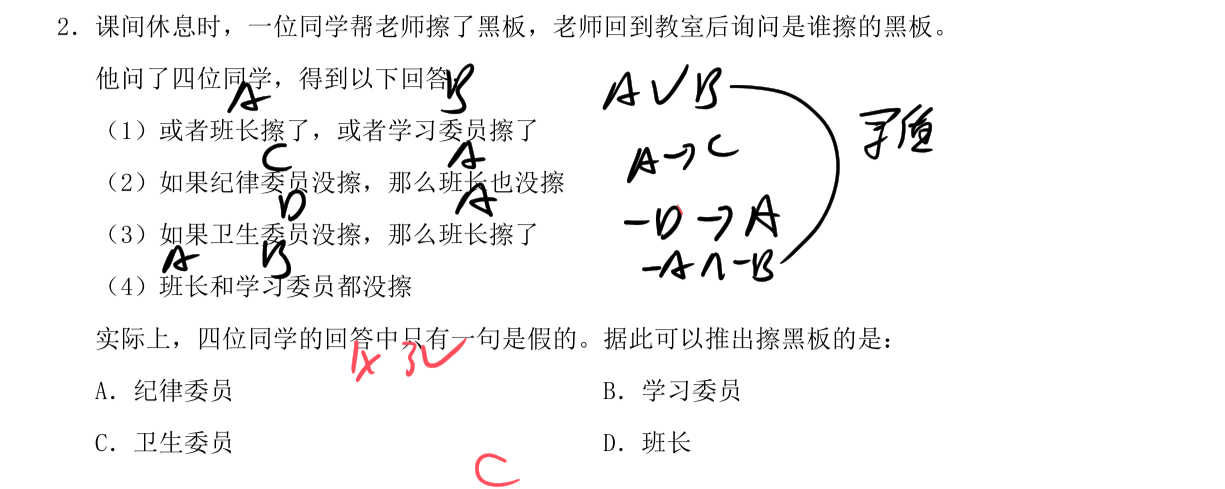 2. 课间休息时，一位同学帮老师擦了黑板，老师回到教室后询问是谁擦的黑板。
他问了四位同学，得到以下回答：
A B
A∨B
（1）或者班长擦了，或者学习委员擦了
矛盾
C A
A→C
（2）如果纪律委员没擦，那么班长也没擦
D A
-D→A
（3）如果卫生委员没擦，那么班长擦了
A B
-A∧-B
（4）班长和学习委员都没擦
实际上，四位同学的回答中只有一句是假的。据此可以推出擦黑板的是：
1× 3✓
A. 纪律委员
B. 学习委员
C. 卫生委员
D. 班长
C